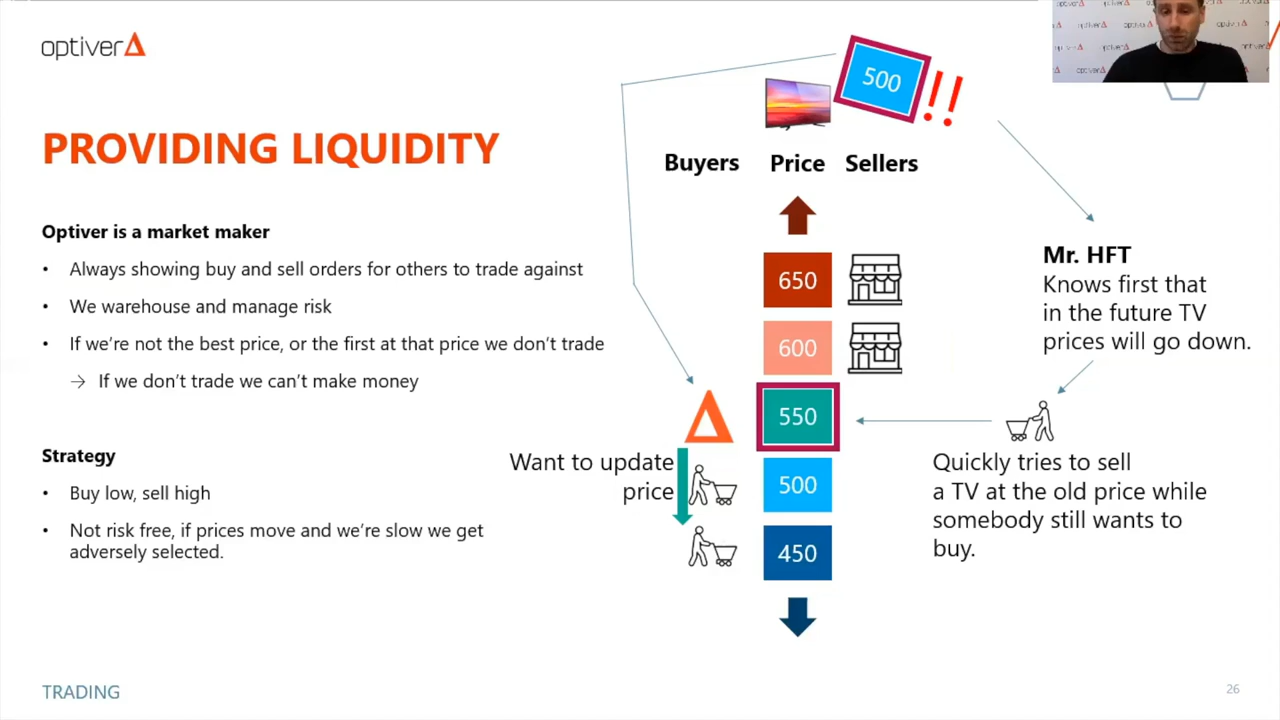 optiver
500
!!
PROVIDING LIQUIDITY
Buyers Price Sellers
Optiver is a market maker
• Always showing buy and sell orders for others to trade against
• We warehouse and manage risk
• If we're not the best price, or the first at that price we don't trade
→ If we don't trade we can't make money
Strategy
• Buy low, sell high
• Not risk free, if prices move and we're slow we get
adversely selected.
650
600
550
500
450
Want to update
price
Mr. HFT
Knows first that
in the future TV
prices will go down.
Quickly tries to sell
a TV at the old price while
somebody still wants to
buy.
TRADING
26